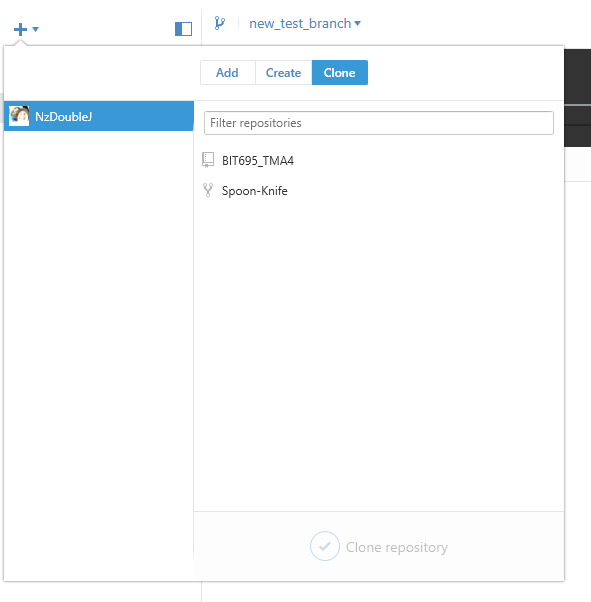 new_test_branch
Add Create Clone
NzDoubleJ
Filter repositories
BIT695_TMA4
Spoon-Knife
Clone repository